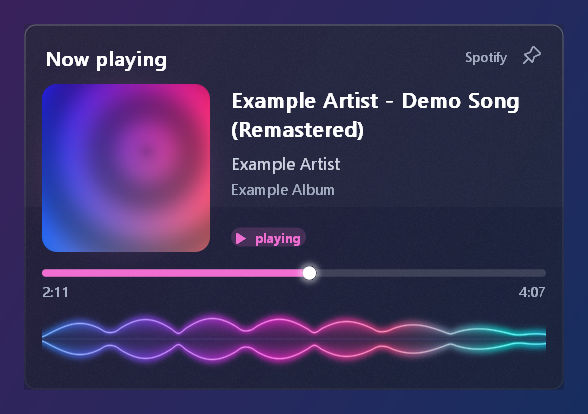 Now playing
Spotify
Example Artist - Demo Song
(Remastered)
Example Artist
Example Album
playing
2:11
4:07